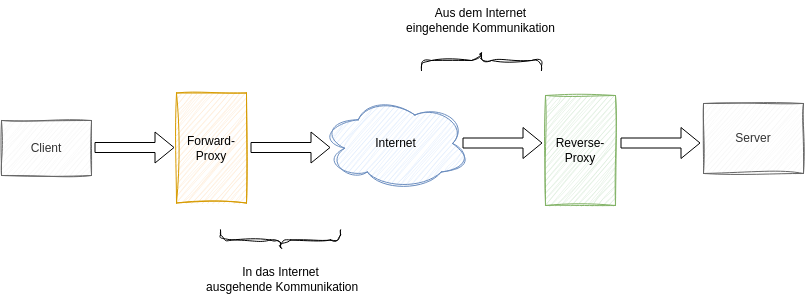 Aus dem Internet
eingehende Kommunikation
Client
Forward-
Proxy
Internet
Reverse-
Proxy
Server
In das Internet
ausgehende Kommunikation